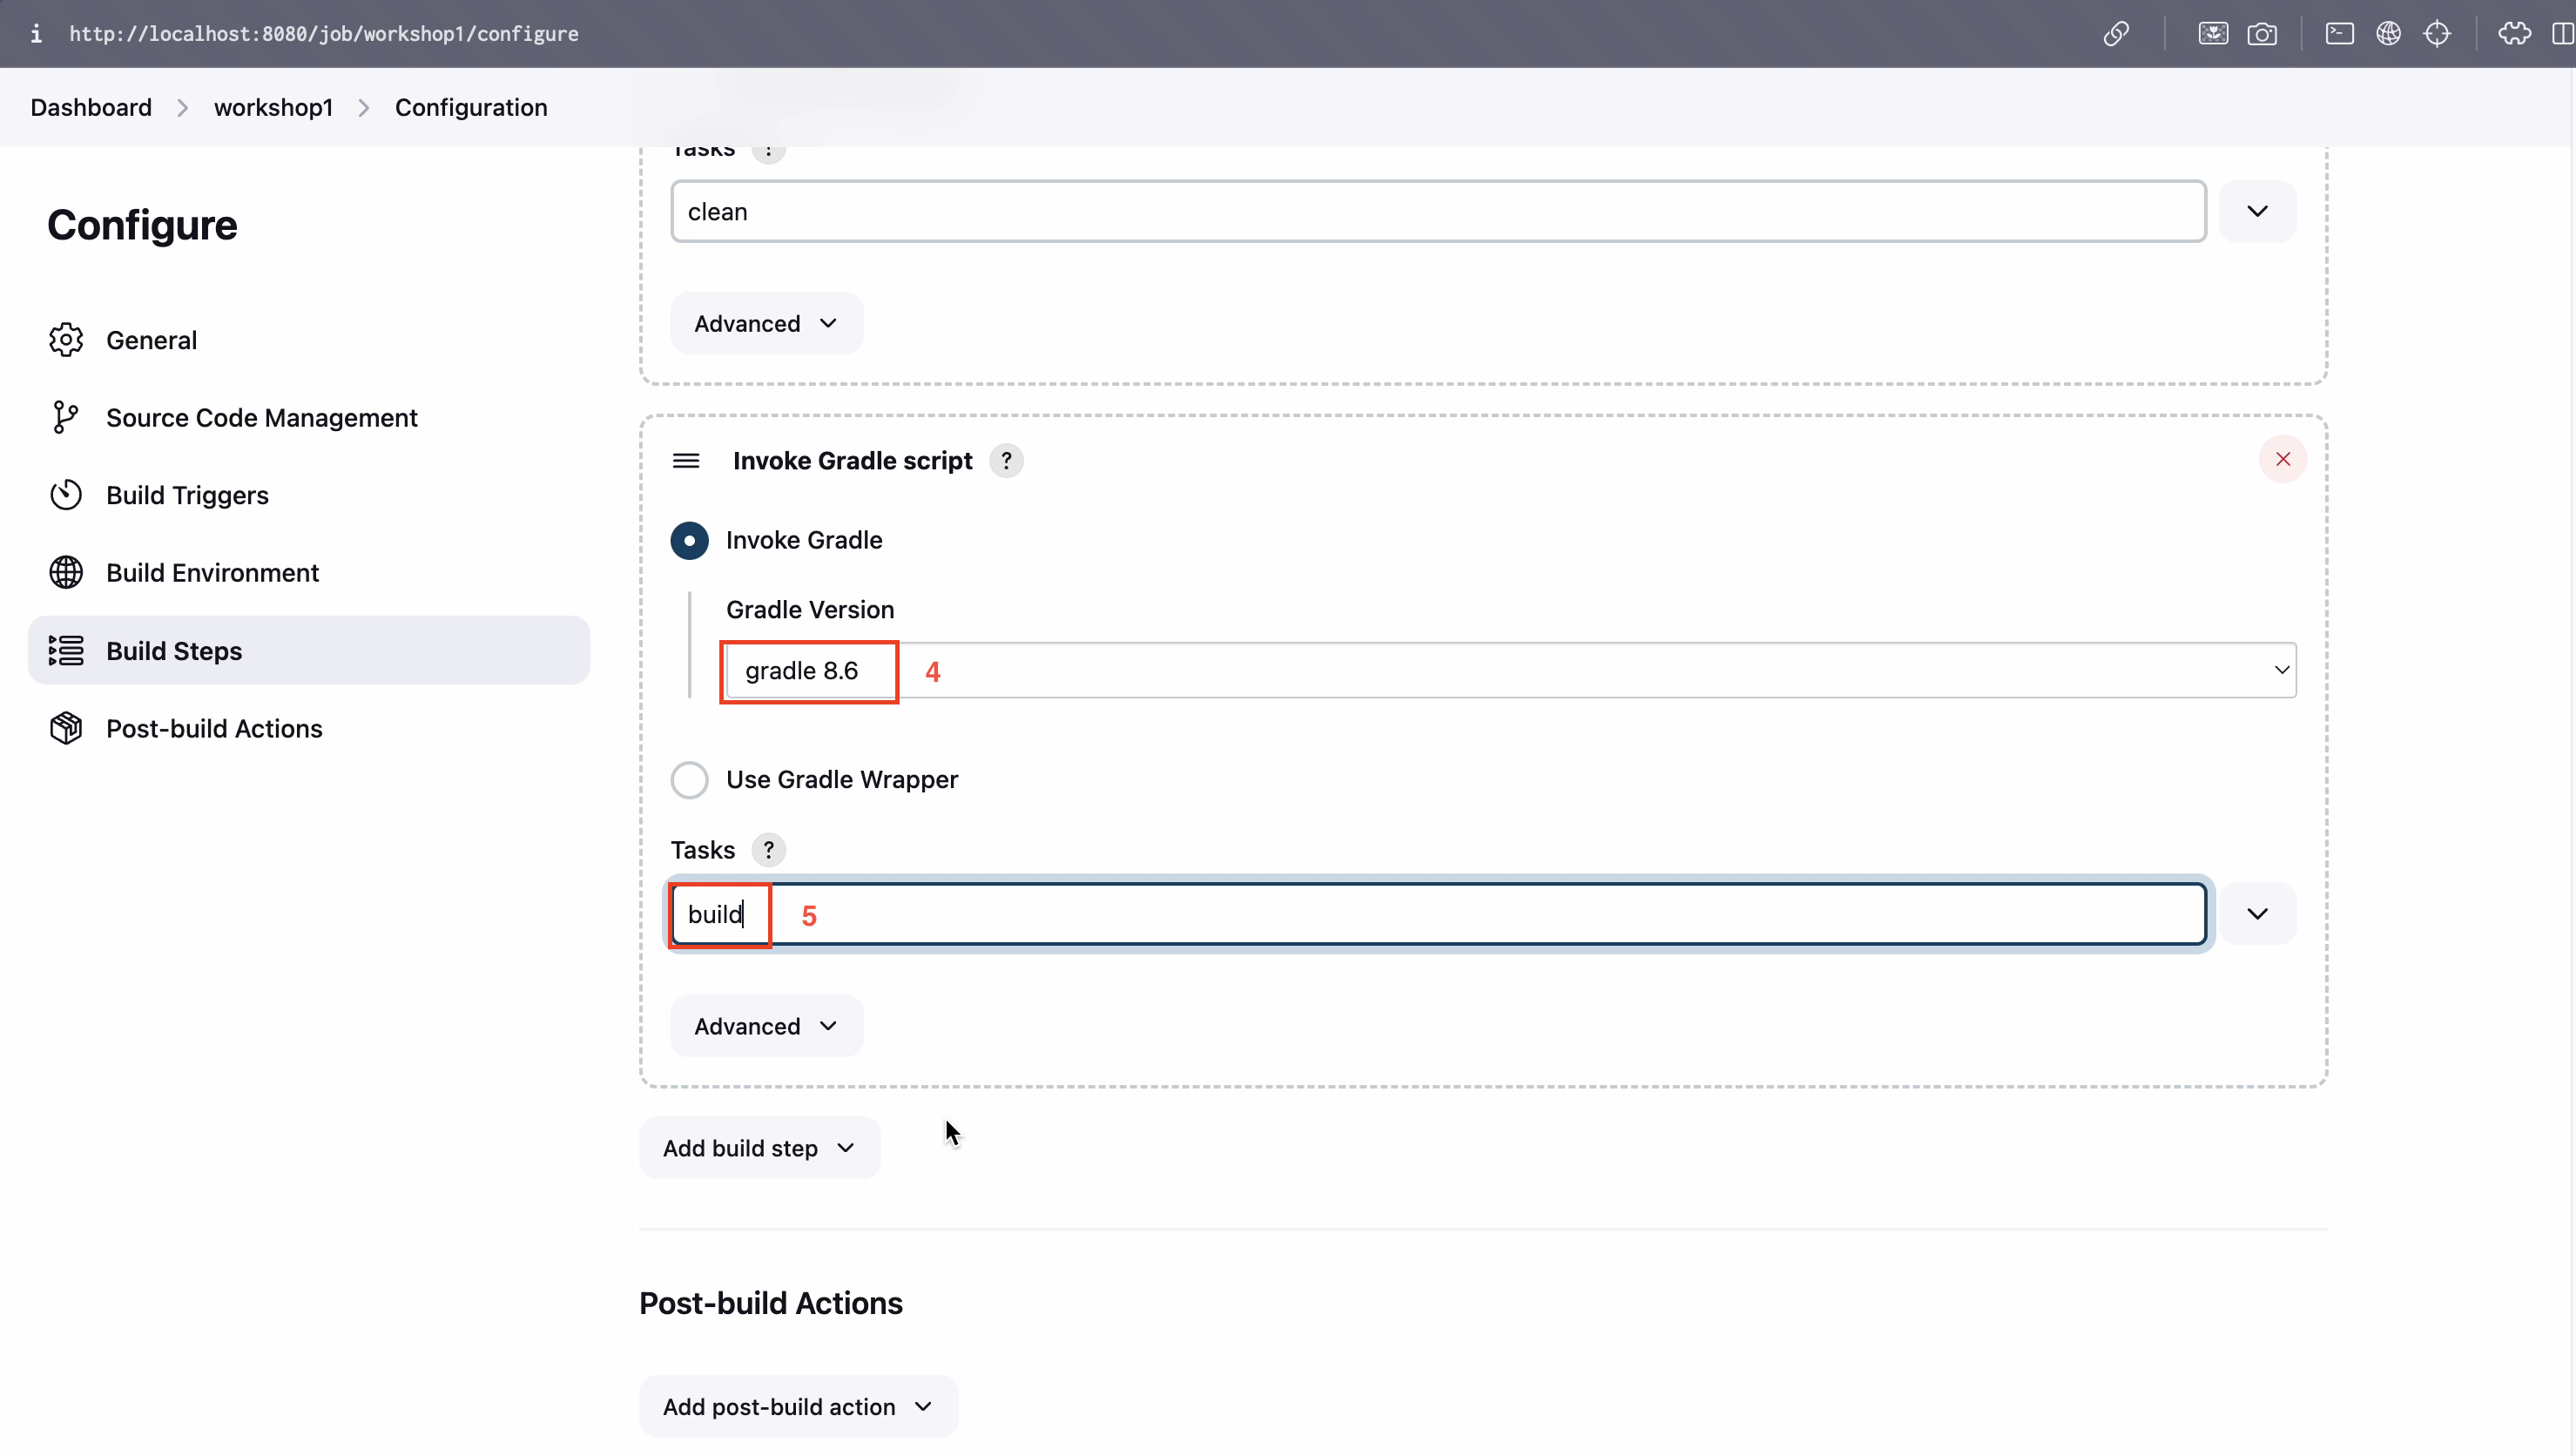 i http://localhost:8080/job/workshop1/configure
Dashboard > workshop1 > Configuration
Configure
General
Source Code Management
Build Triggers
Build Environment
Build Steps
Post-build Actions
Tasks ?
clean
Advanced
Invoke Gradle script ?
Invoke Gradle
Gradle Version
gradle 8.6 4
Use Gradle Wrapper
Tasks ?
build 5
Advanced
Add build step
Post-build Actions
Add post-build action